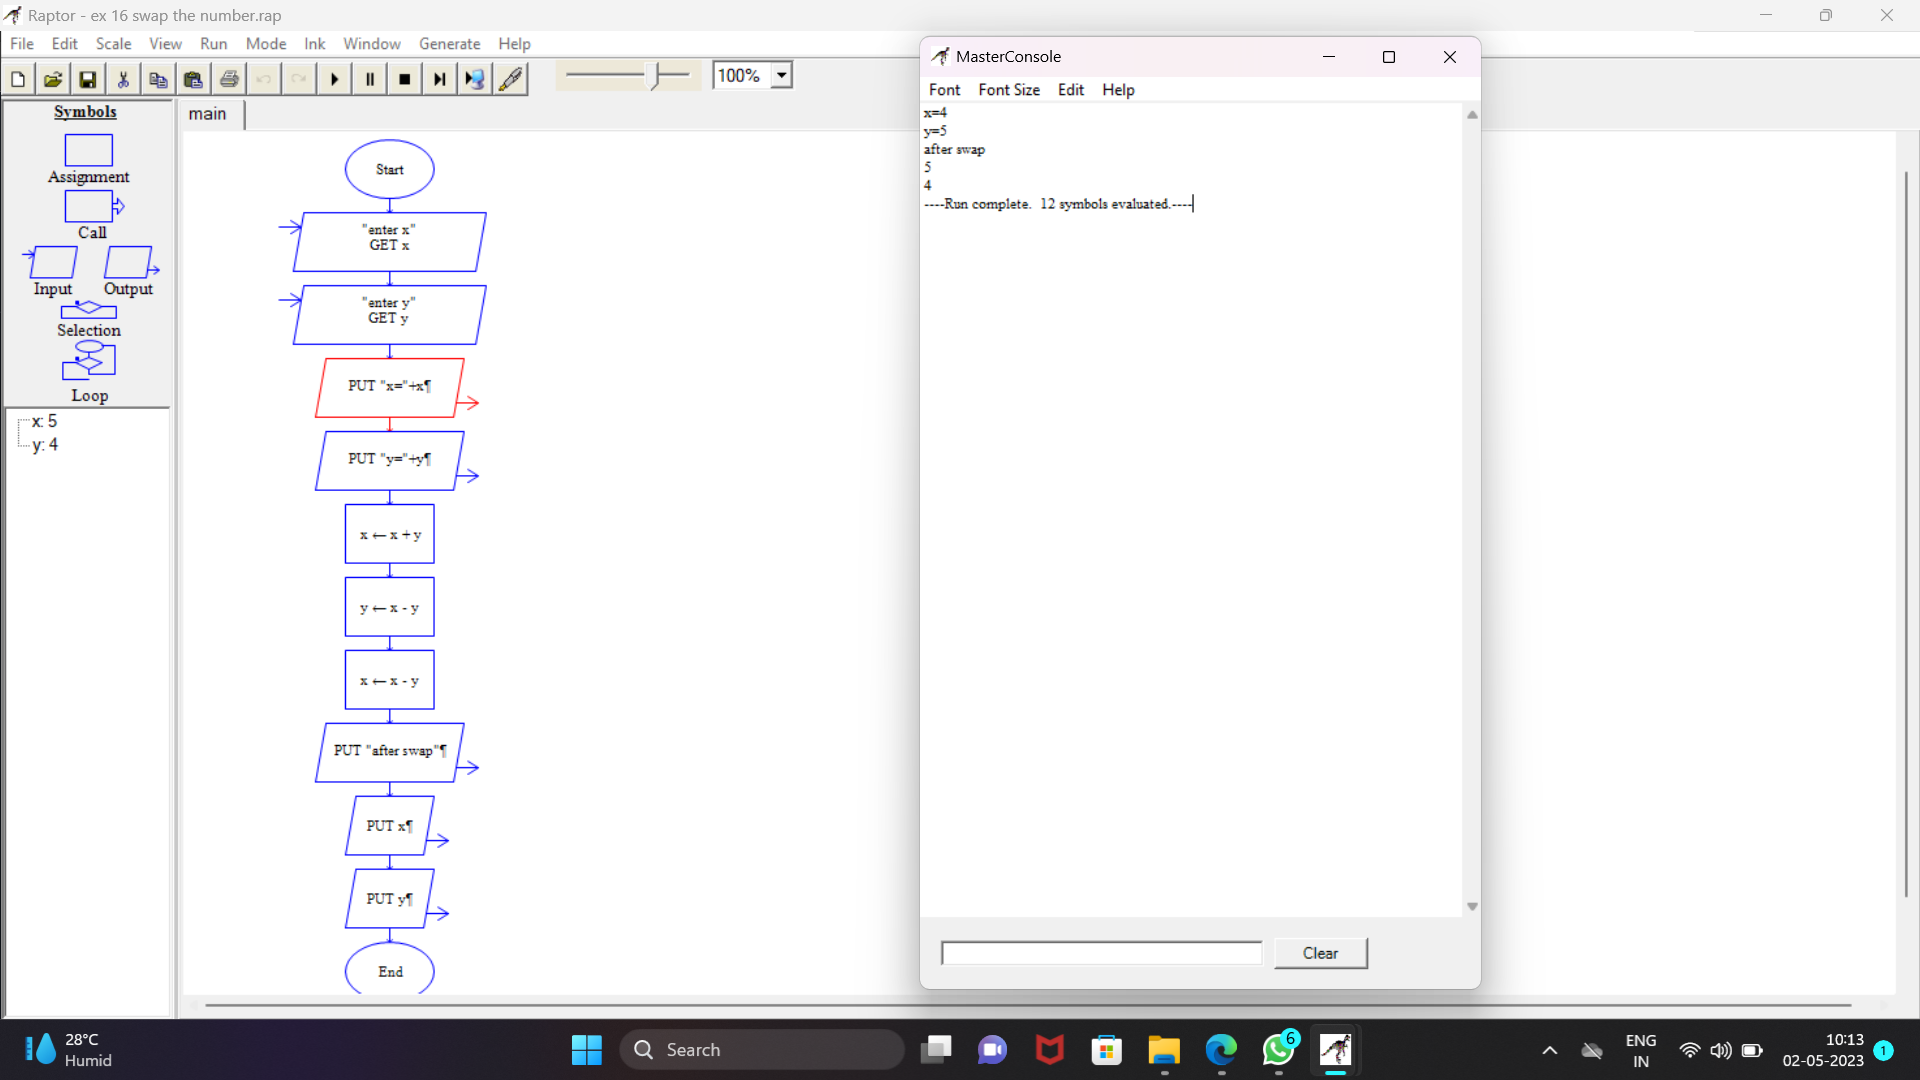 Raptor - ex 16 swap the number.rap
File Edit Scale View Run Mode Ink Window Generate Help
100%
Symbols
Assignment
Call
Input Output
Selection
Loop
x: 5
y: 4
main
Start
"enter x"
GET x
"enter y"
GET y
PUT "x="+x¶
PUT "y="+y¶
x ← x + y
y ← x - y
x ← x - y
PUT "after swap"¶
PUT x¶
PUT y¶
End
MasterConsole
Font Font Size Edit Help
x=4
y=5
after swap
5
4
----Run complete.  12 symbols evaluated.----
Clear
28°C
Humid
Search
6
ENG
IN
10:13
02-05-2023
1